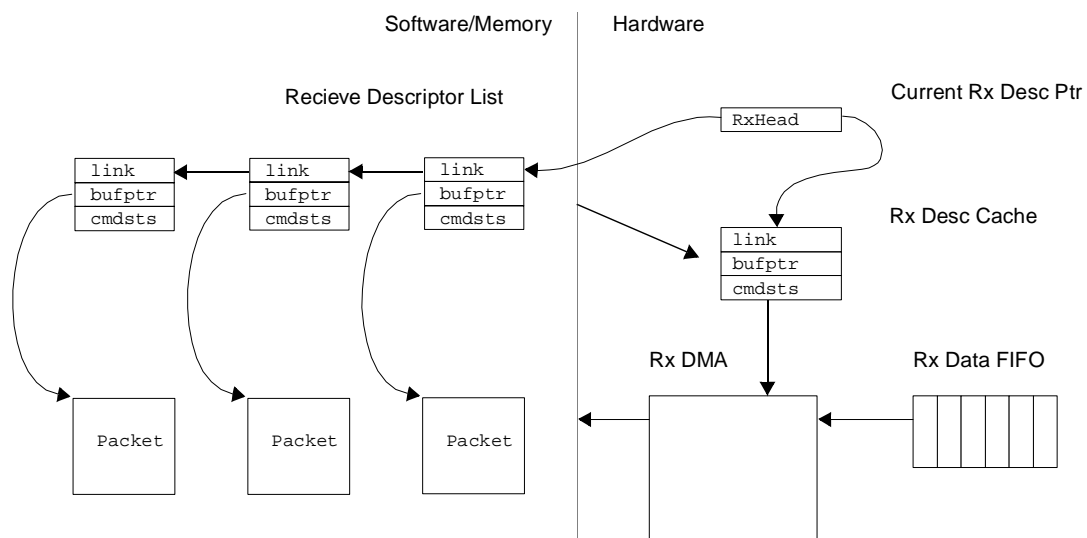 Software/Memory
Hardware
Recieve Descriptor List
Current Rx Desc Ptr
RxHead
link
link
link
bufptr
bufptr
bufptr
cmdsts
cmdsts
cmdsts
Rx Desc Cache
link
bufptr
cmdsts
Rx DMA
Rx Data FIFO
Packet
Packet
Packet